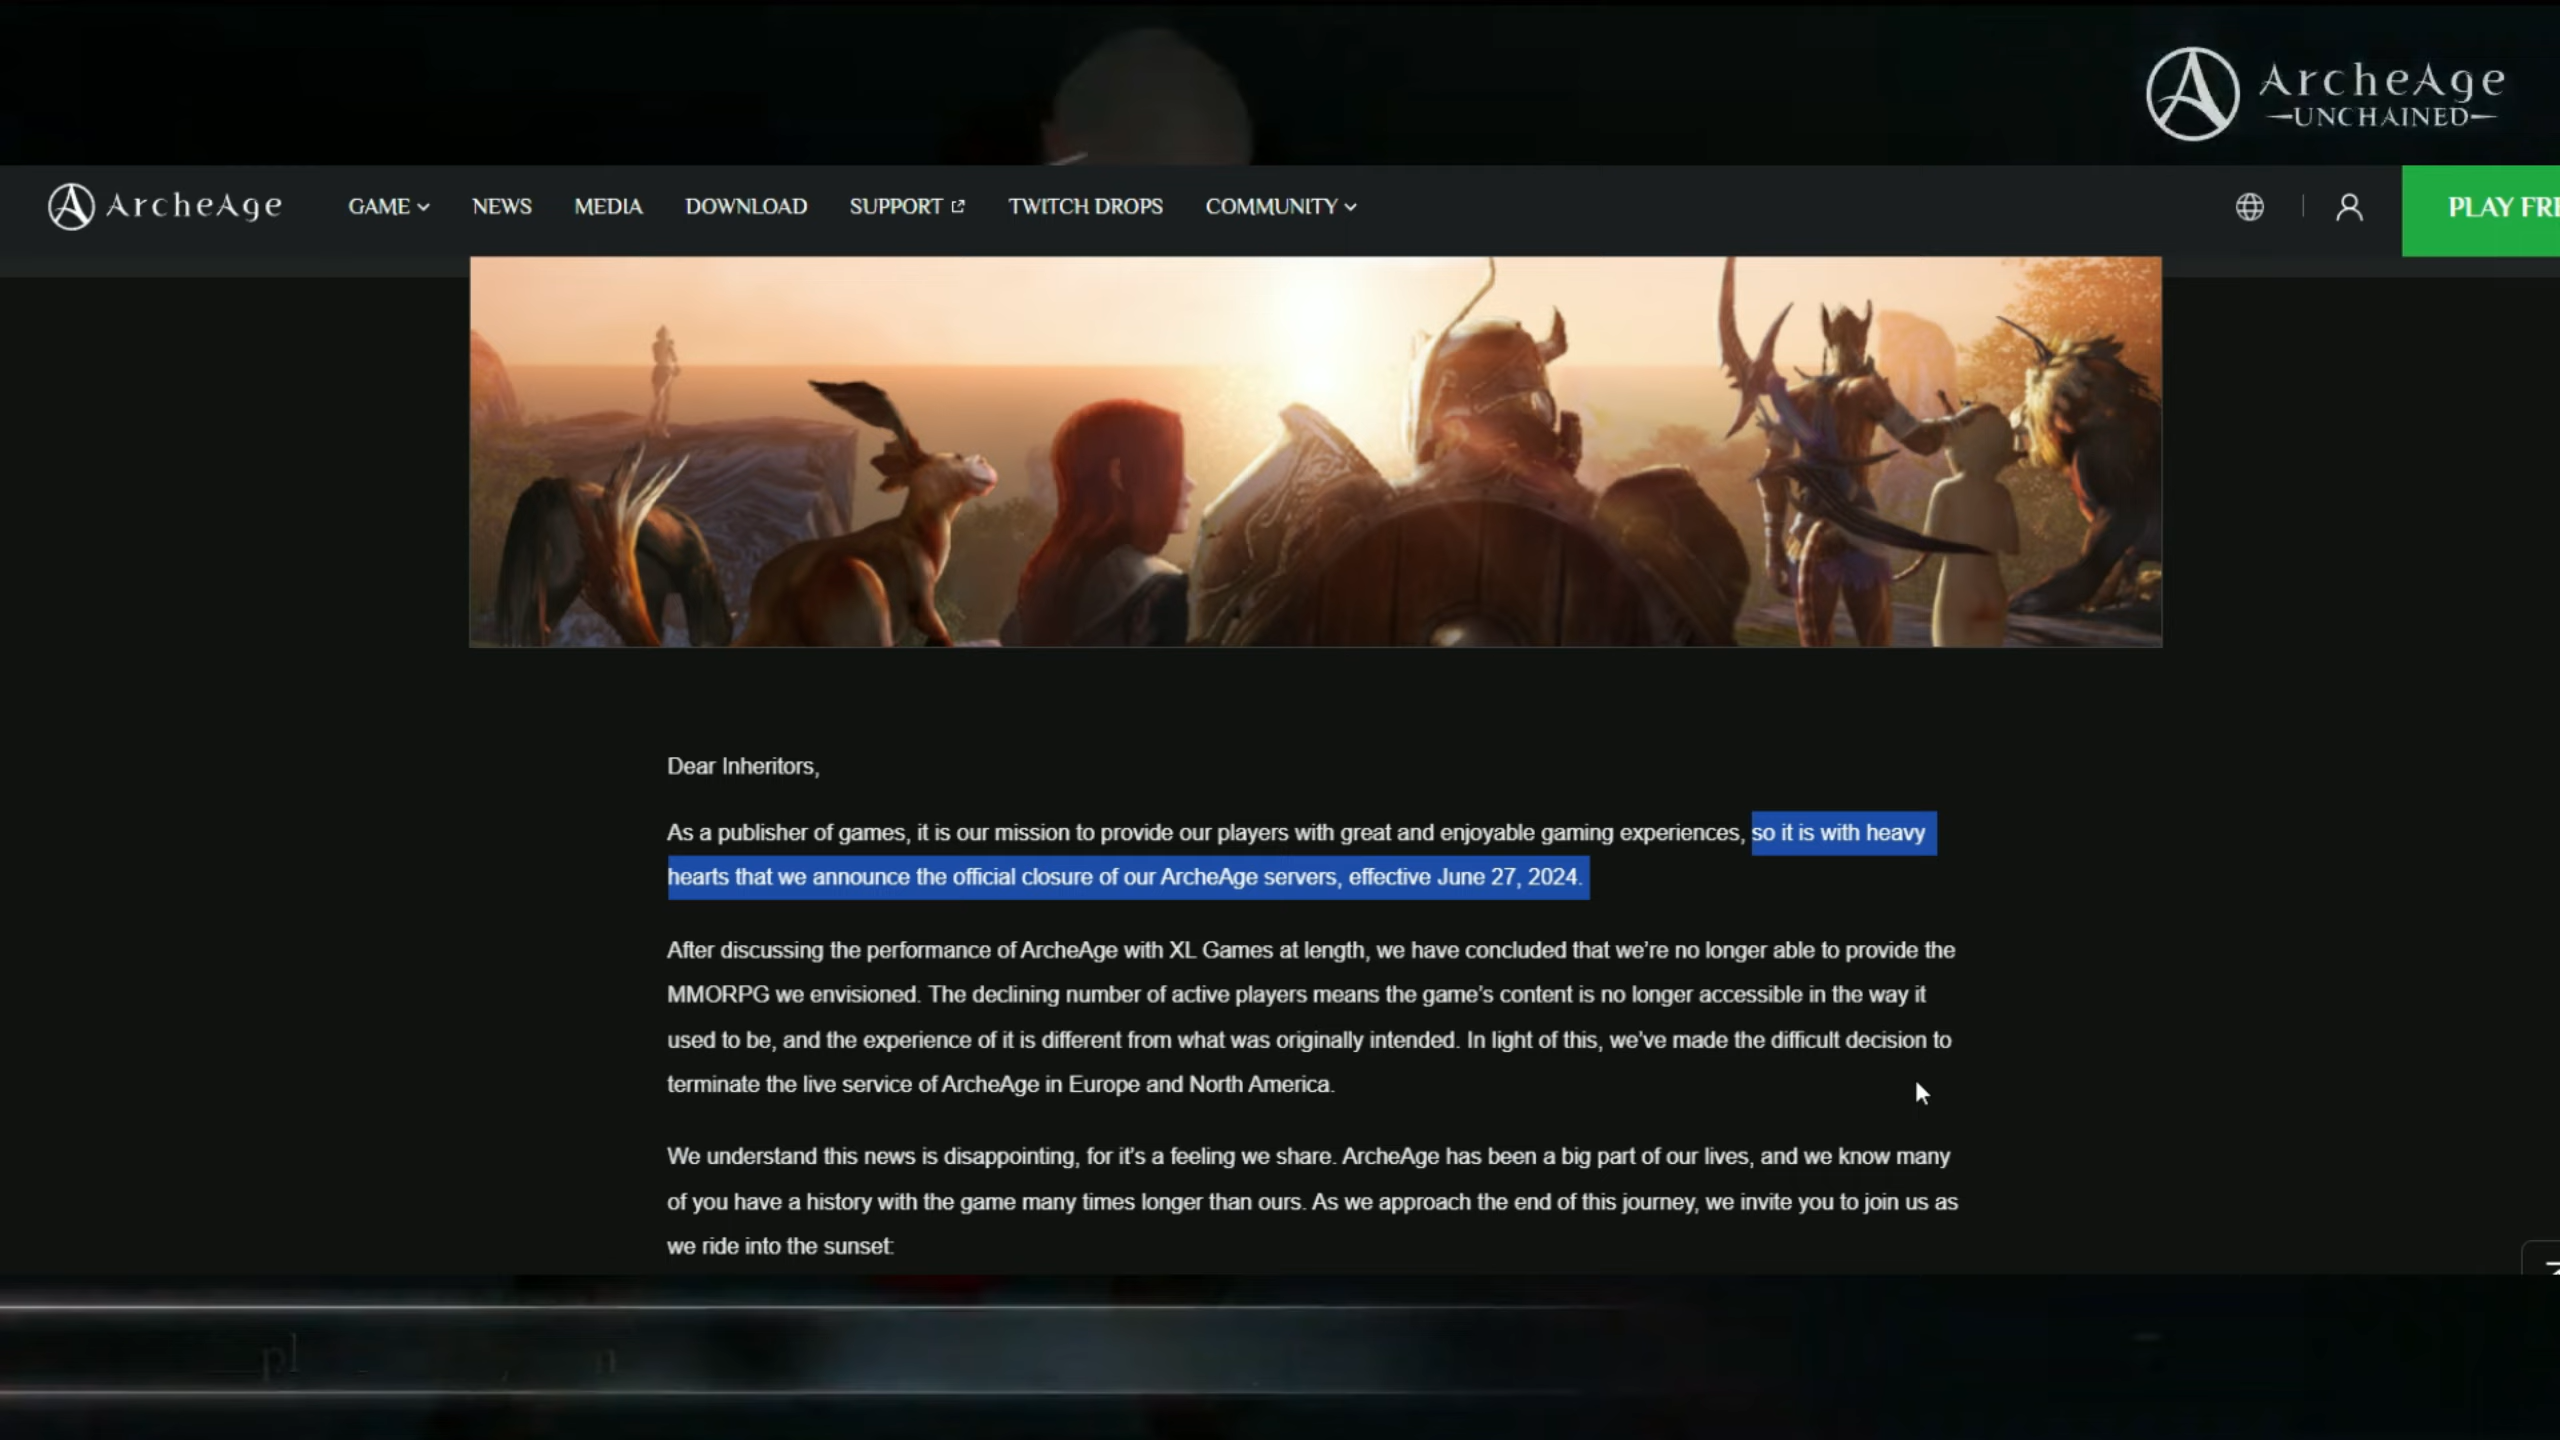 ArcheAge
UNCHAINED
ArcheAge GAME NEWS MEDIA DOWNLOAD SUPPORT TWITCH DROPS COMMUNITY PLAY FRE
Dear Inheritors,
As a publisher of games, it is our mission to provide our players with great and enjoyable gaming experiences, so it is with heavy
hearts that we announce the official closure of our ArcheAge servers, effective June 27, 2024.
After discussing the performance of ArcheAge with XL Games at length, we have concluded that we're no longer able to provide the
MMORPG we envisioned. The declining number of active players means the game's content is no longer accessible in the way it
used to be, and the experience of it is different from what was originally intended. In light of this, we've made the difficult decision to
terminate the live service of ArcheAge in Europe and North America.
We understand this news is disappointing, for it's a feeling we share. ArcheAge has been a big part of our lives, and we know many
of you have a history with the game many times longer than ours. As we approach the end of this journey, we invite you to join us as
we ride into the sunset: